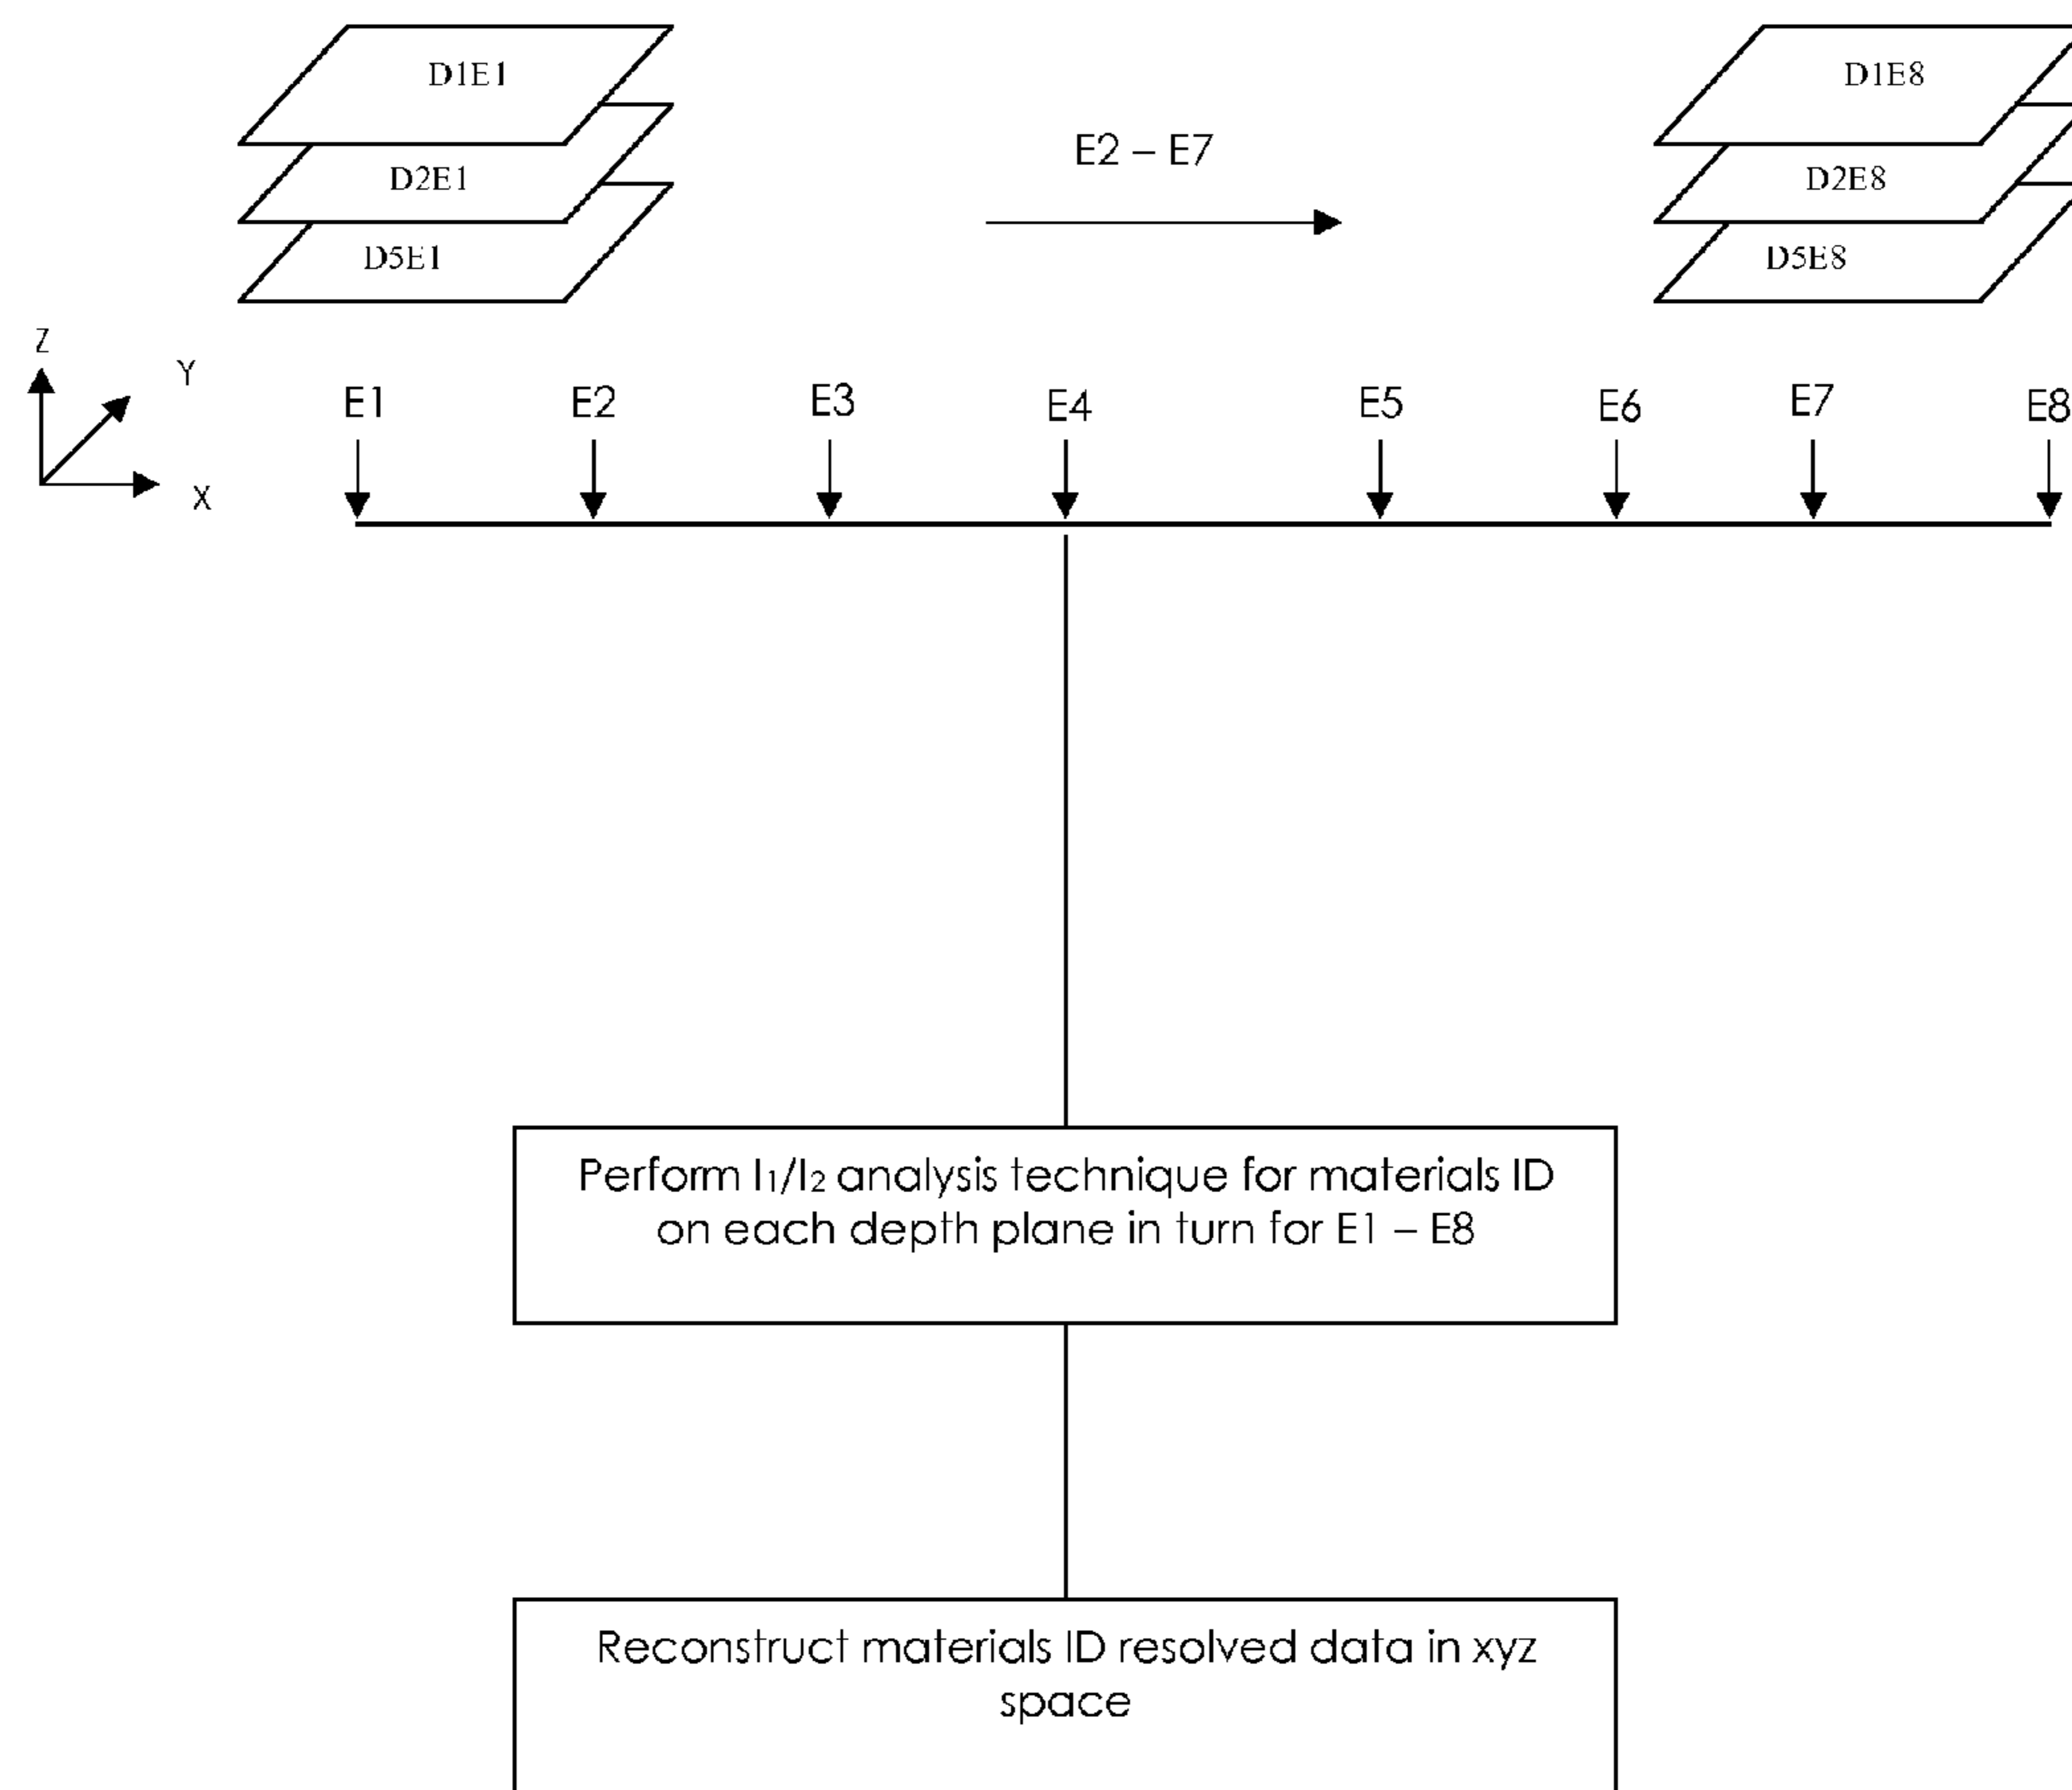 D1E1
D2E1
D5E1
E2 – E7
D1E8
D2E8
D5E8
Z
Y
X
E1
E2
E3
E4
E5
E6
E7
E8
Perform I₁/I₂ analysis technique for materials ID
on each depth plane in turn for E1 – E8
Reconstruct materials ID resolved data in xyz
space